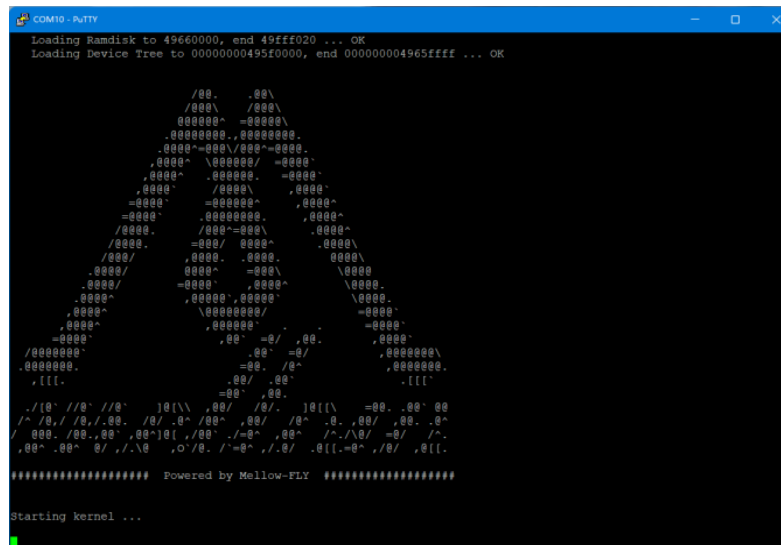 COM10 - PuTTY
Loading Ramdisk to 49660000, end 49fff020 ... OK
Loading Device Tree to 00000000495f0000, end 000000004965ffff ... OK
#################### Powered by Mellow-FLY ###################
Starting kernel ...